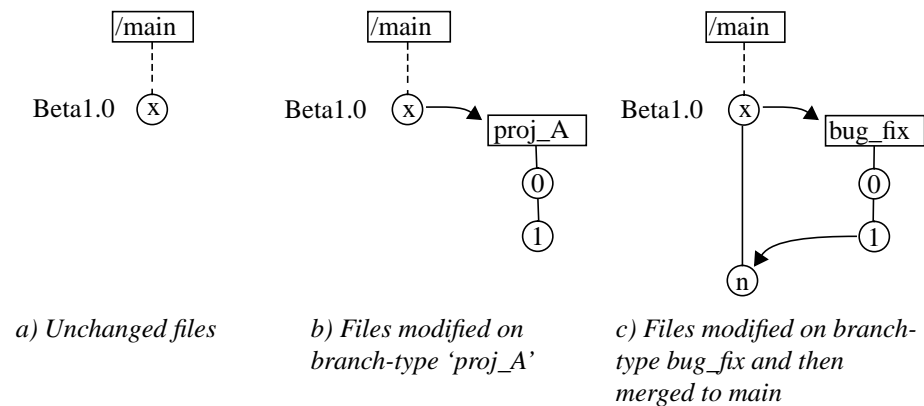 /main
Beta1.0 x
a) Unchanged files
/main
Beta1.0 x
proj_A
0
1
b) Files modified on
branch-type ‘proj_A’
/main
Beta1.0 x
bug_fix
0
1
n
c) Files modified on branch-
type bug_fix and then
merged to main